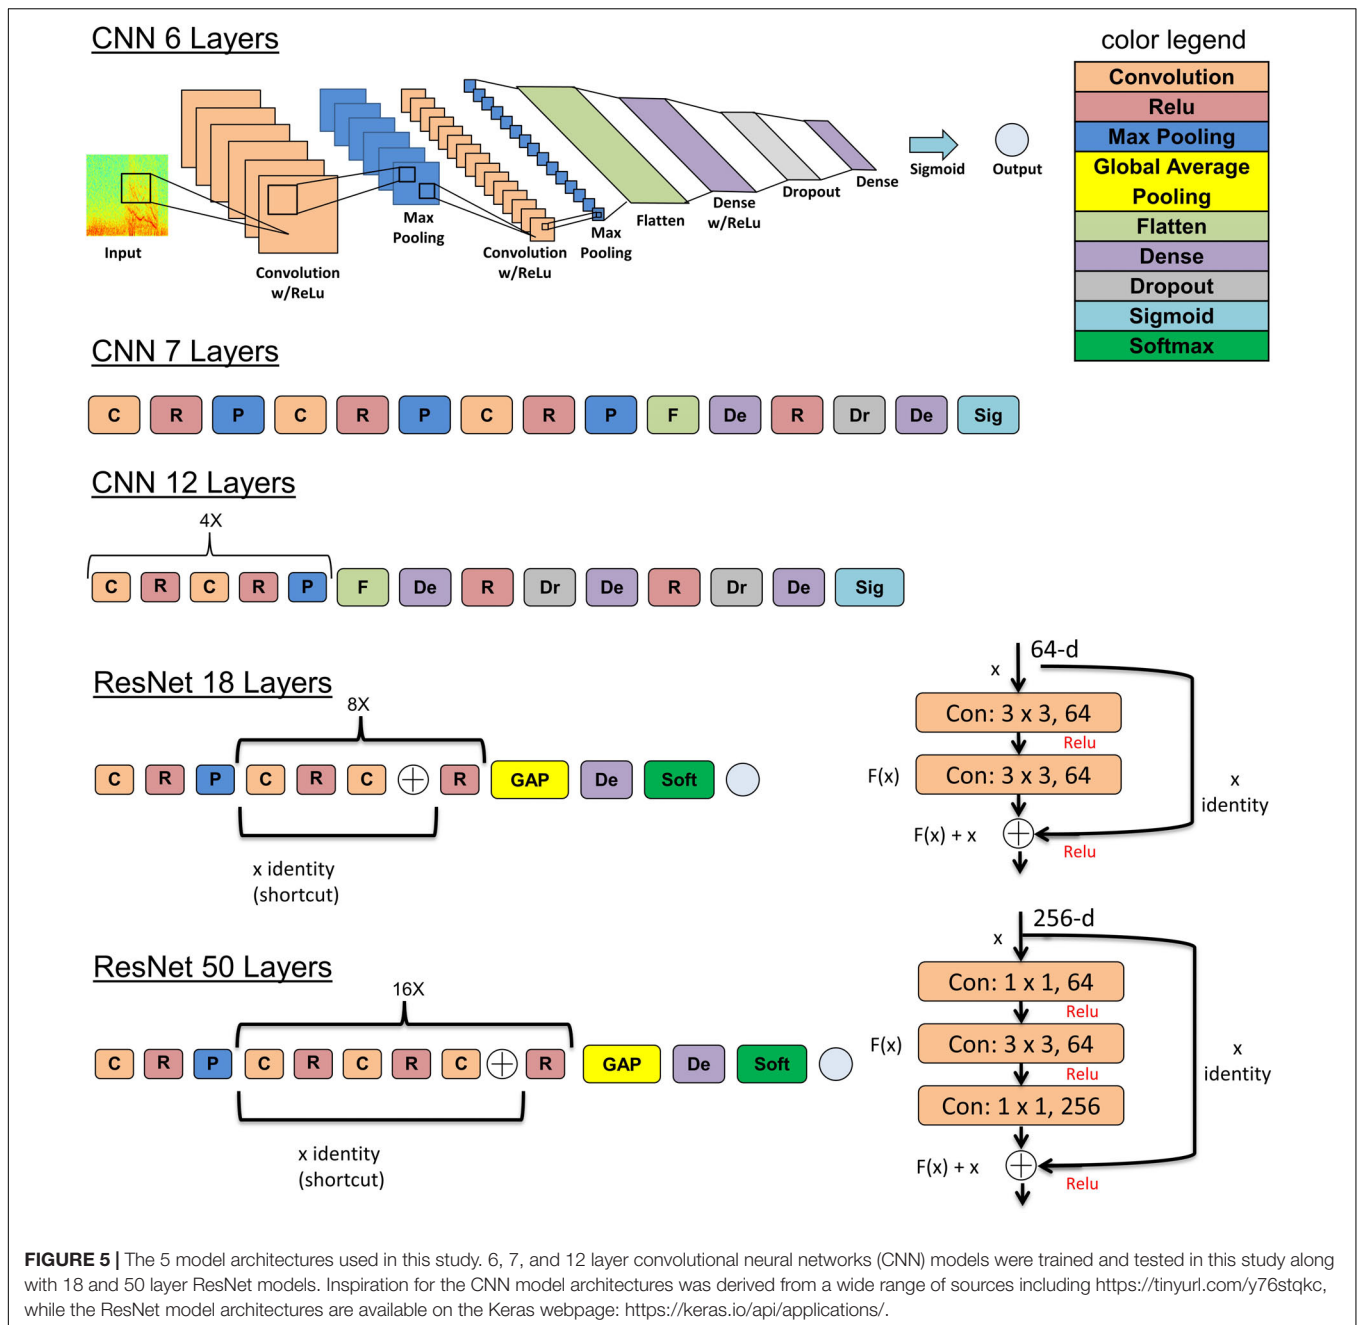 CNN 6 Layers
Input
Convolution
w/ReLu
Max
Pooling
Convolution
w/ReLu
Max
Pooling
Flatten
Dense
w/ReLu
Dropout
Dense
Sigmoid
Output
color legend
Convolution
Relu
Max Pooling
Global Average
Pooling
Flatten
Dense
Dropout
Sigmoid
Softmax
CNN 7 Layers
C R P C R P C R P F De R Dr De Sig
CNN 12 Layers
4X
C R C R P F De R Dr De R Dr De Sig
ResNet 18 Layers
8X
C R P C R C R GAP De Soft
x identity
(shortcut)
64-d
x
Con: 3 x 3, 64
Relu
F(x)
Con: 3 x 3, 64
F(x) + x
Relu
x
identity
ResNet 50 Layers
16X
C R P C R C R C R GAP De Soft
x identity
(shortcut)
256-d
x
Con: 1 x 1, 64
Relu
F(x)
Con: 3 x 3, 64
Relu
Con: 1 x 1, 256
F(x) + x
Relu
x
identity
FIGURE 5 | The 5 model architectures used in this study. 6, 7, and 12 layer convolutional neural networks (CNN) models were trained and tested in this study along
with 18 and 50 layer ResNet models. Inspiration for the CNN model architectures was derived from a wide range of sources including https://tinyurl.com/y76stqkc,
while the ResNet model architectures are available on the Keras webpage: https://keras.io/api/applications/.